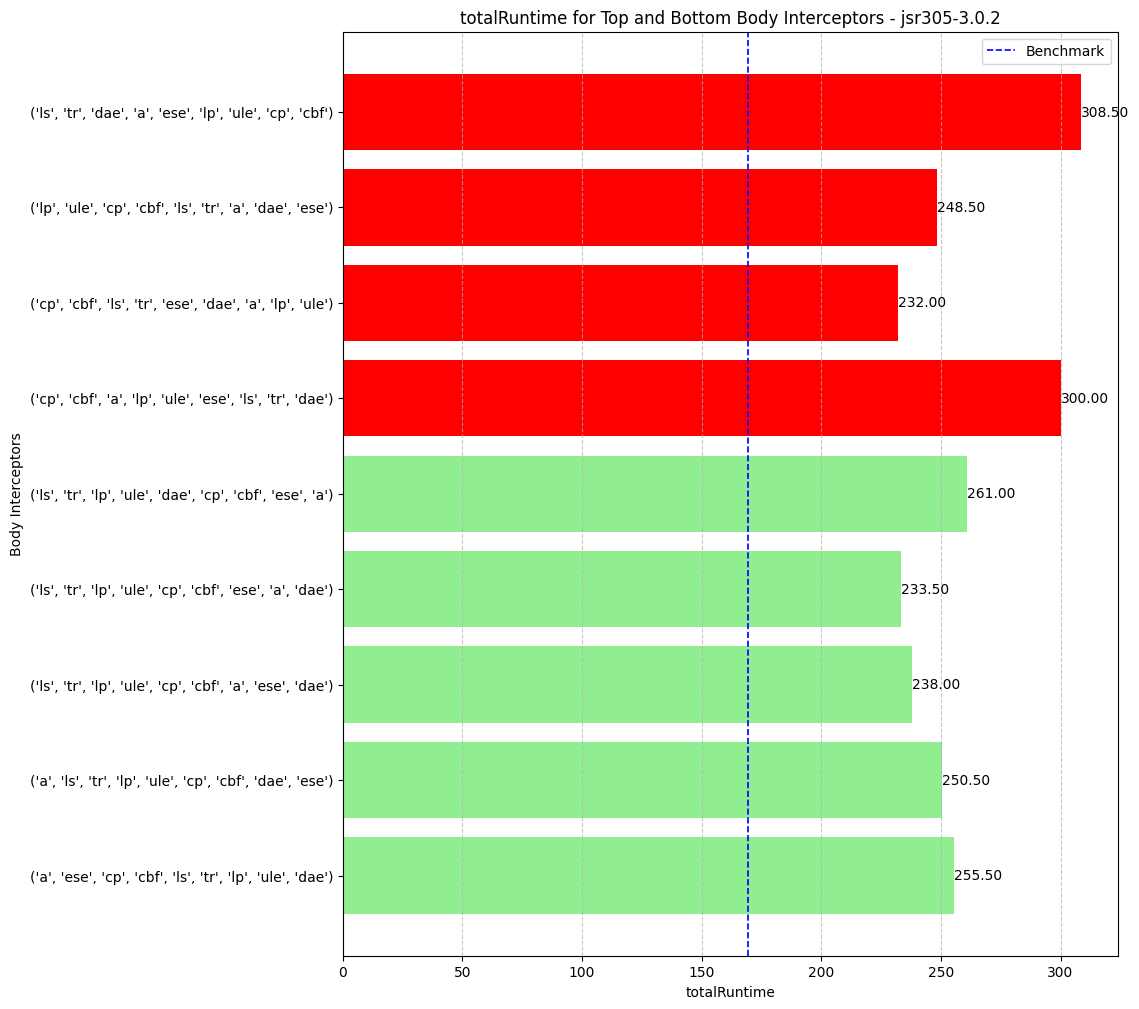 totalRuntime for Top and Bottom Body Interceptors - jsr305-3.0.2
Benchmark
('ls', 'tr', 'dae', 'a', 'ese', 'lp', 'ule', 'cp', 'cbf')
308.50
('lp', 'ule', 'cp', 'cbf', 'ls', 'tr', 'a', 'dae', 'ese')
248.50
('cp', 'cbf', 'ls', 'tr', 'ese', 'dae', 'a', 'lp', 'ule')
232.00
('cp', 'cbf', 'a', 'lp', 'ule', 'ese', 'ls', 'tr', 'dae')
300.00
('ls', 'tr', 'lp', 'ule', 'dae', 'cp', 'cbf', 'ese', 'a')
261.00
('ls', 'tr', 'lp', 'ule', 'cp', 'cbf', 'ese', 'a', 'dae')
233.50
('ls', 'tr', 'lp', 'ule', 'cp', 'cbf', 'a', 'ese', 'dae')
238.00
('a', 'ls', 'tr', 'lp', 'ule', 'cp', 'cbf', 'dae', 'ese')
250.50
('a', 'ese', 'cp', 'cbf', 'ls', 'tr', 'lp', 'ule', 'dae')
255.50
Body Interceptors
0 50 100 150 200 250 300
totalRuntime